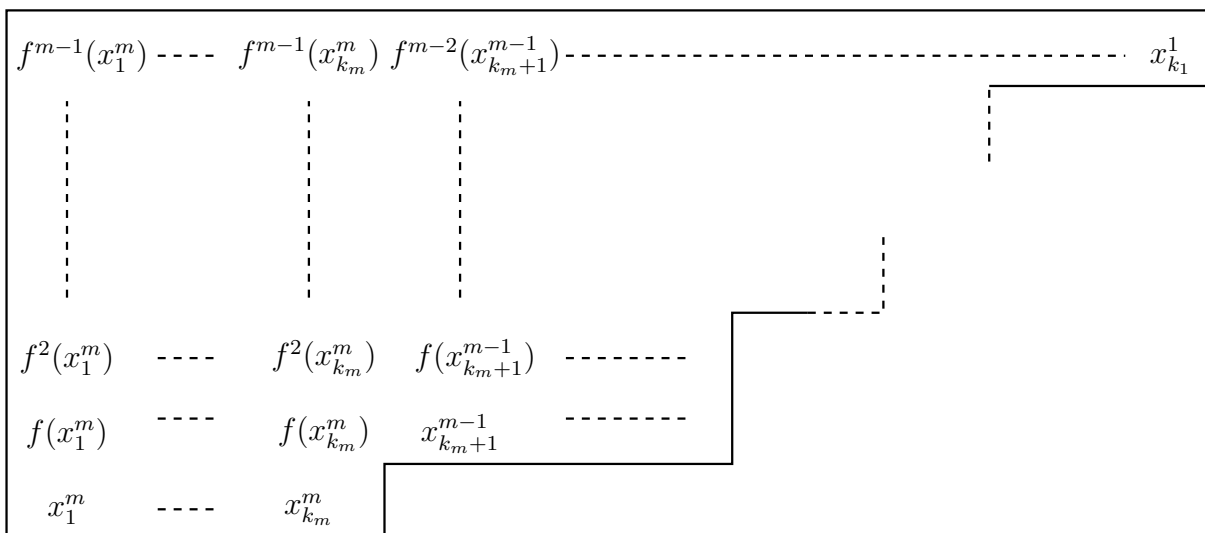 $f^{m-1}(x_1^m)$ $f^{m-1}(x_{k_m}^m)$ $f^{m-2}(x_{k_m+1}^{m-1})$ $x_{k_1}^1$
$f^2(x_1^m)$ $f^2(x_{k_m}^m)$ $f(x_{k_m+1}^{m-1})$
$f(x_1^m)$ $f(x_{k_m}^m)$ $x_{k_m+1}^{m-1}$
$x_1^m$ $x_{k_m}^m$